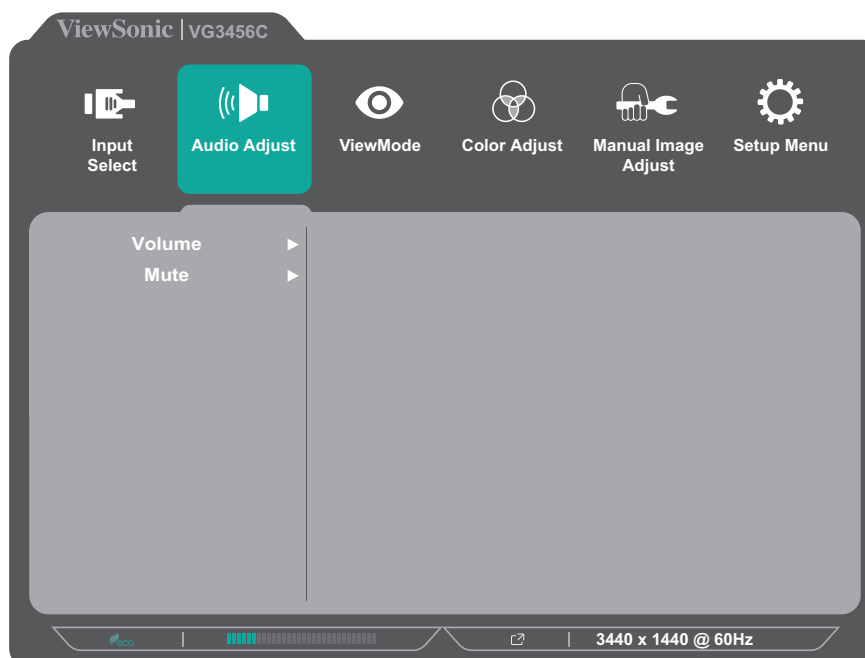 ViewSonic | VG3456C
Input Select
Audio Adjust
ViewMode
Color Adjust
Manual Image Adjust
Setup Menu
Volume
Mute
eco
3440 x 1440 @ 60Hz